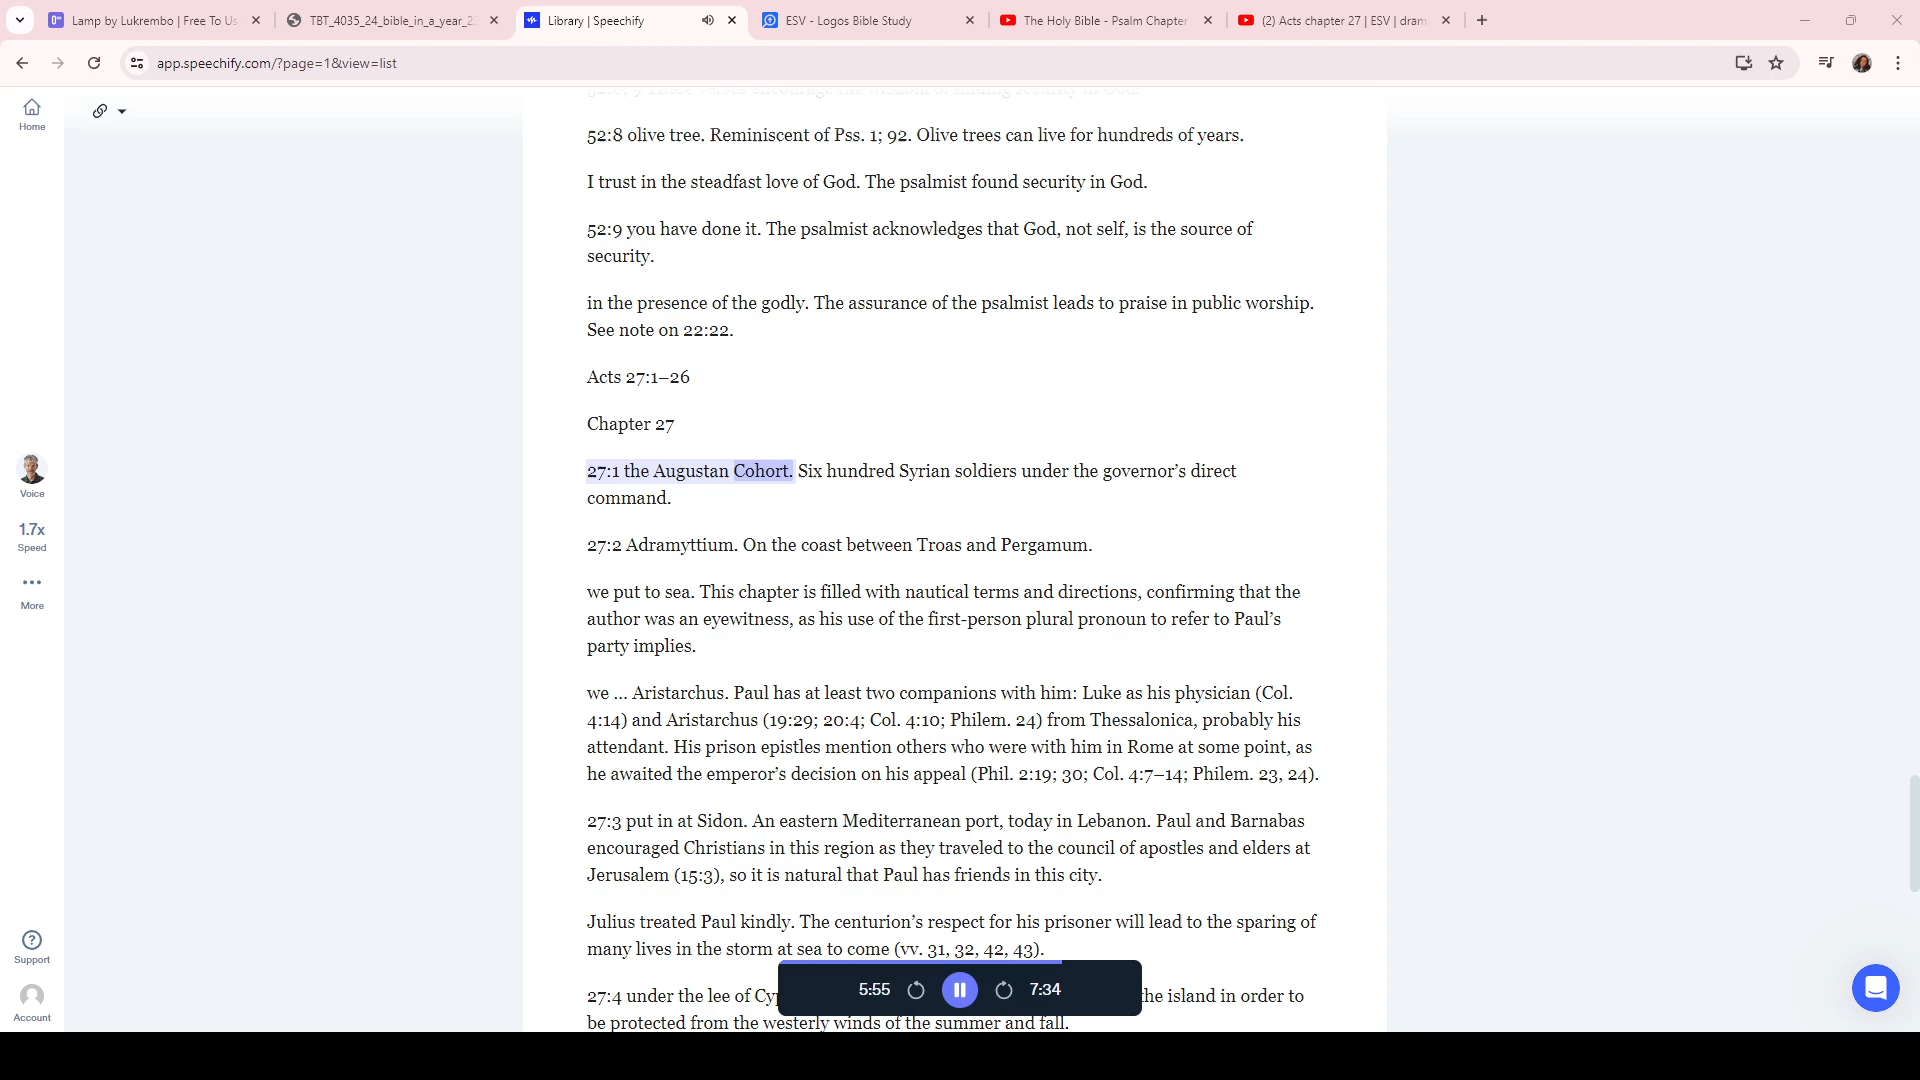 Lamp by Lukrembo | Free To Us
TBT_4035_24_bible_in_a_year_2
Library | Speechify
ESV - Logos Bible Study
The Holy Bible - Psalm Chapter
(2) Acts chapter 27 | ESV | dram
app.speechify.com/?page=1&view=list
Home
52:8, 9 These verses encourage the wisdom of finding security in God.
52:8 olive tree. Reminiscent of Pss. 1; 92. Olive trees can live for hundreds of years.
I trust in the steadfast love of God. The psalmist found security in God.
52:9 you have done it. The psalmist acknowledges that God, not self, is the source of
security.
in the presence of the godly. The assurance of the psalmist leads to praise in public worship.
See note on 22:22.
Acts 27:1–26
Chapter 27
27:1 the Augustan Cohort. Six hundred Syrian soldiers under the governor’s direct
command.
27:2 Adramyttium. On the coast between Troas and Pergamum.
we put to sea. This chapter is filled with nautical terms and directions, confirming that the
author was an eyewitness, as his use of the first-person plural pronoun to refer to Paul’s
party implies.
we ... Aristarchus. Paul has at least two companions with him: Luke as his physician (Col.
4:14) and Aristarchus (19:29; 20:4; Col. 4:10; Philem. 24) from Thessalonica, probably his
attendant. His prison epistles mention others who were with him in Rome at some point, as
he awaited the emperor’s decision on his appeal (Phil. 2:19; 30; Col. 4:7–14; Philem. 23, 24).
27:3 put in at Sidon. An eastern Mediterranean port, today in Lebanon. Paul and Barnabas
encouraged Christians in this region as they traveled to the council of apostles and elders at
Jerusalem (15:3), so it is natural that Paul has friends in this city.
Julius treated Paul kindly. The centurion’s respect for his prisoner will lead to the sparing of
many lives in the storm at sea to come (vv. 31, 32, 42, 43).
27:4 under the lee of Cyp
the island in order to
be protected from the westerly winds of the summer and fall.
5:55
7:34
Voice
1.7x
Speed
More
Support
Account